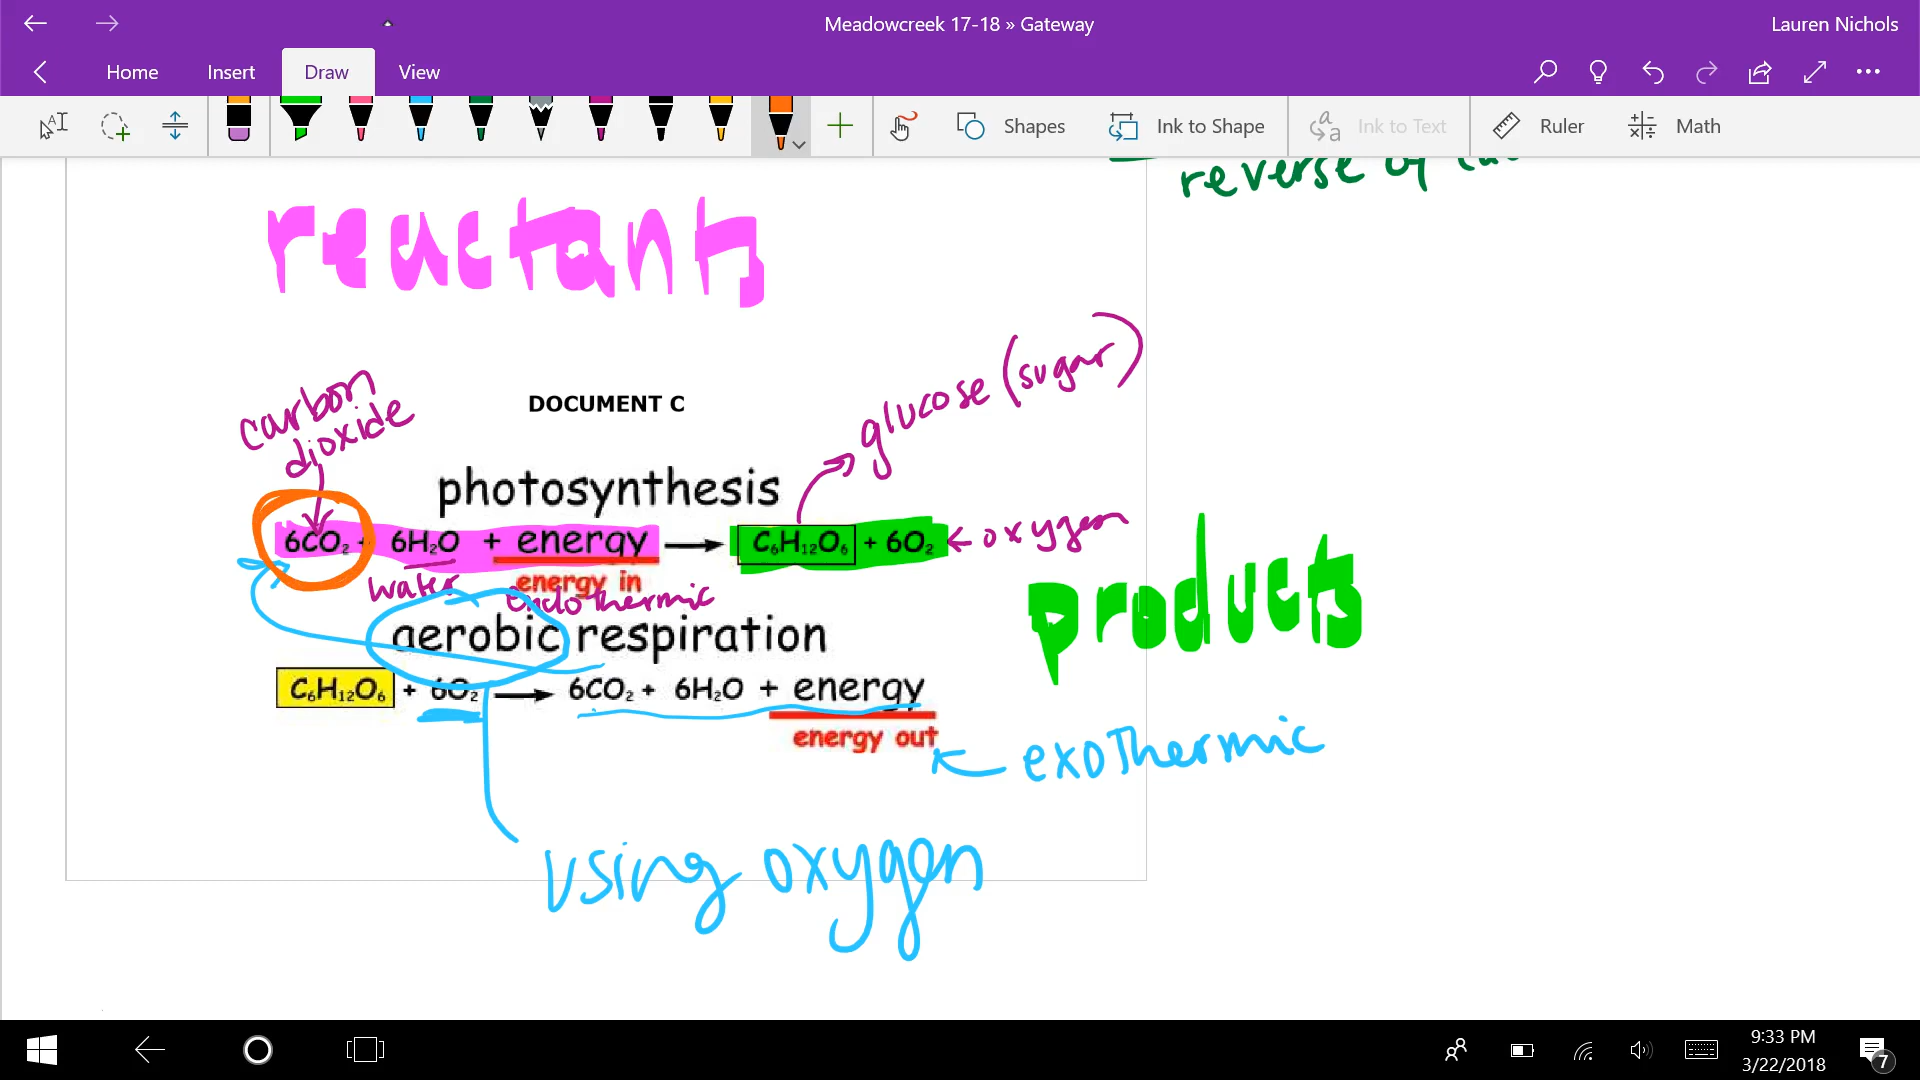 Meadowcreek 17-18 » Gateway
Lauren Nichols
Home Insert Draw View
Shapes Ink to Shape Ink to Text Ruler Math
reverse of
reactants
carbon dioxide
DOCUMENT C
glucose (sugar)
photosynthesis
6CO₂ + 6H₂O + energy → C₆H₁₂O₆ + 6O₂ ← oxygen
water energy in
endothermic
products
aerobic respiration
C₆H₁₂O₆ + 6O₂ → 6CO₂ + 6H₂O + energy
energy out
exothermic
using oxygen
9:33 PM
3/22/2018
7